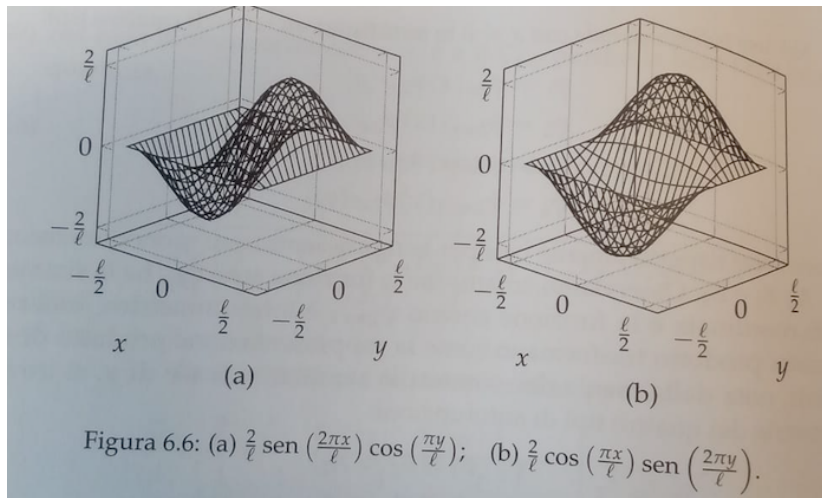 2/ℓ
0
−2/ℓ
−ℓ/2
0
ℓ/2
−ℓ/2
0
ℓ/2
x
y
(a)
2/ℓ
0
−2/ℓ
−ℓ/2
0
ℓ/2
−ℓ/2
0
ℓ/2
x
y
(b)
Figura 6.6: (a) 2/ℓ sen (2πx/ℓ) cos (πy/ℓ); (b) 2/ℓ cos (πx/ℓ) sen (2πy/ℓ).